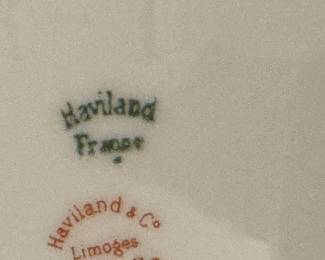 Haviland
France
Haviland & Co
Limoges